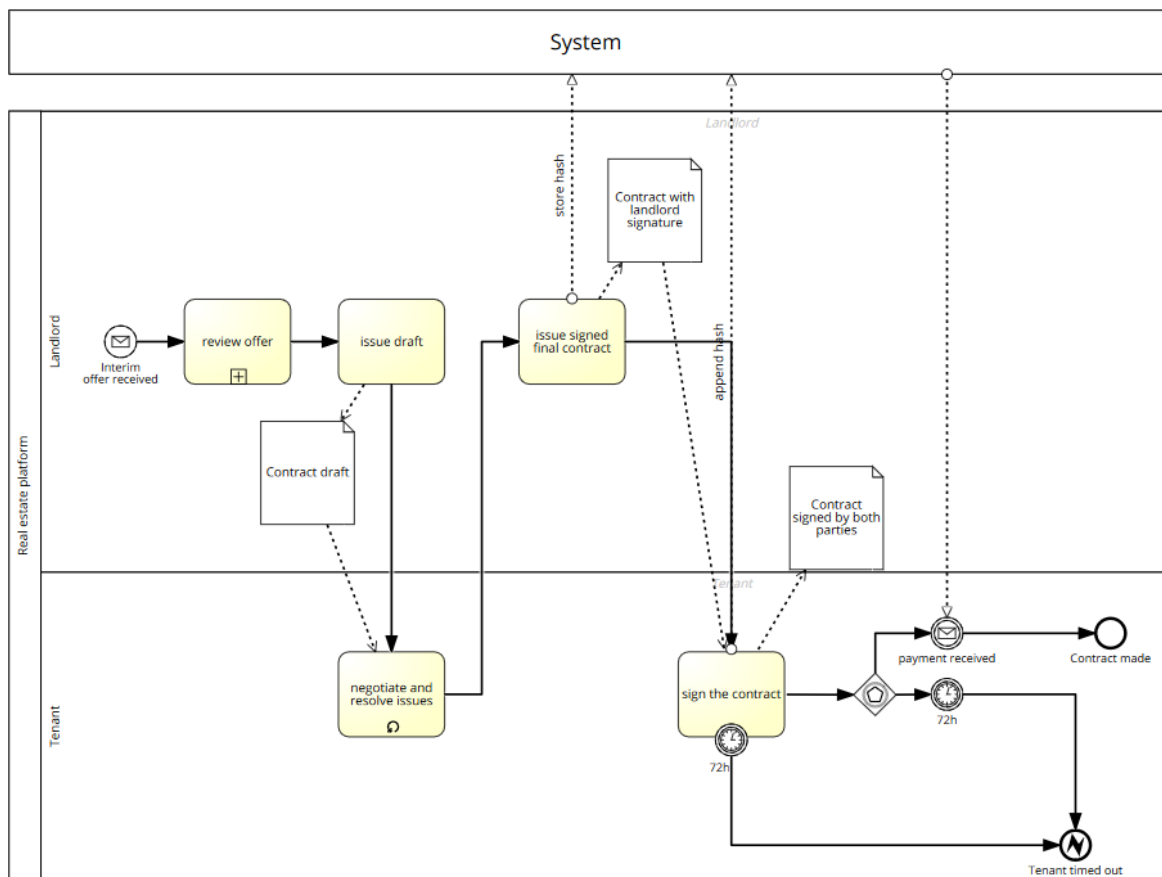 System
Real estate platform
Landlord
Landlord
store hash
Contract with
landlord
signature
append hash
Interim
offer received
review offer
issue draft
issue signed
final contract
Contract draft
Contract
signed by both
parties
Tenant
Tenant
negotiate and
resolve issues
sign the contract
72h
payment received
Contract made
72h
Tenant timed out